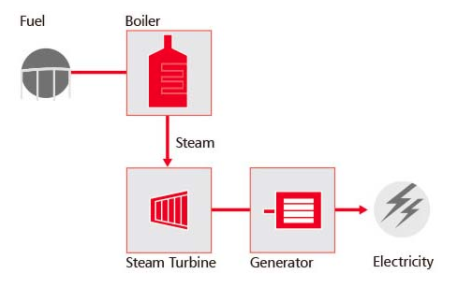 Fuel
Boiler
Steam
Steam Turbine
Generator
Electricity